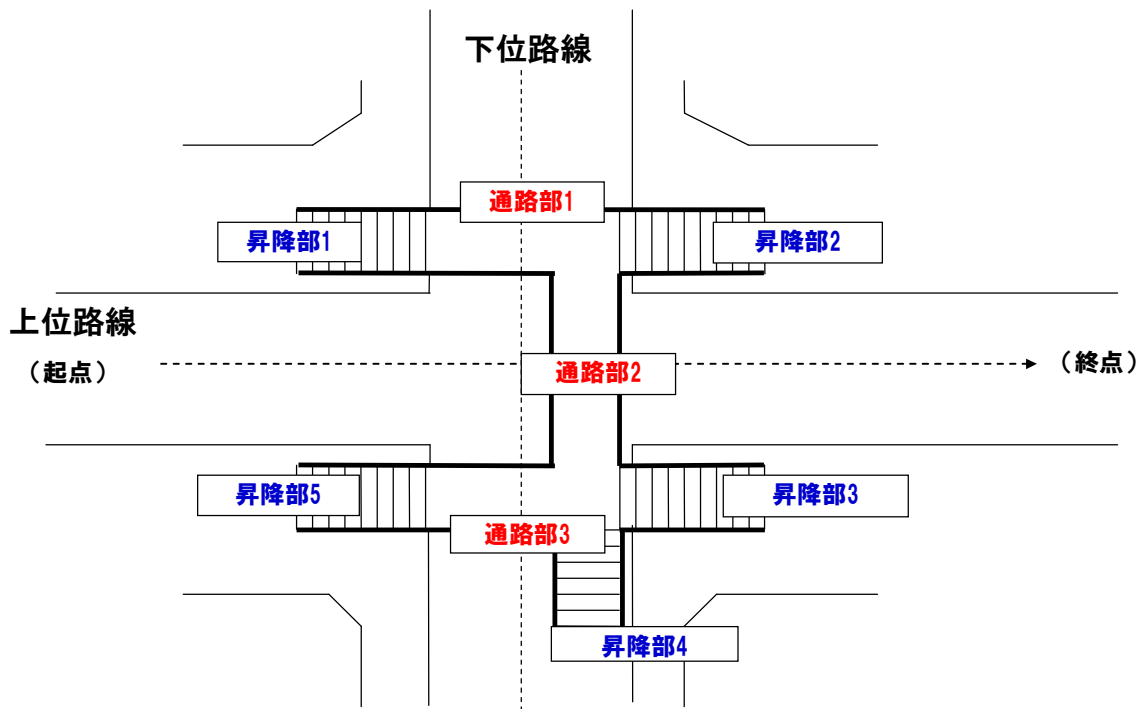 下位路線
通路部1
昇降部1
昇降部2
上位路線
（起点）
（終点）
通路部2
昇降部5
昇降部3
通路部3
昇降部4